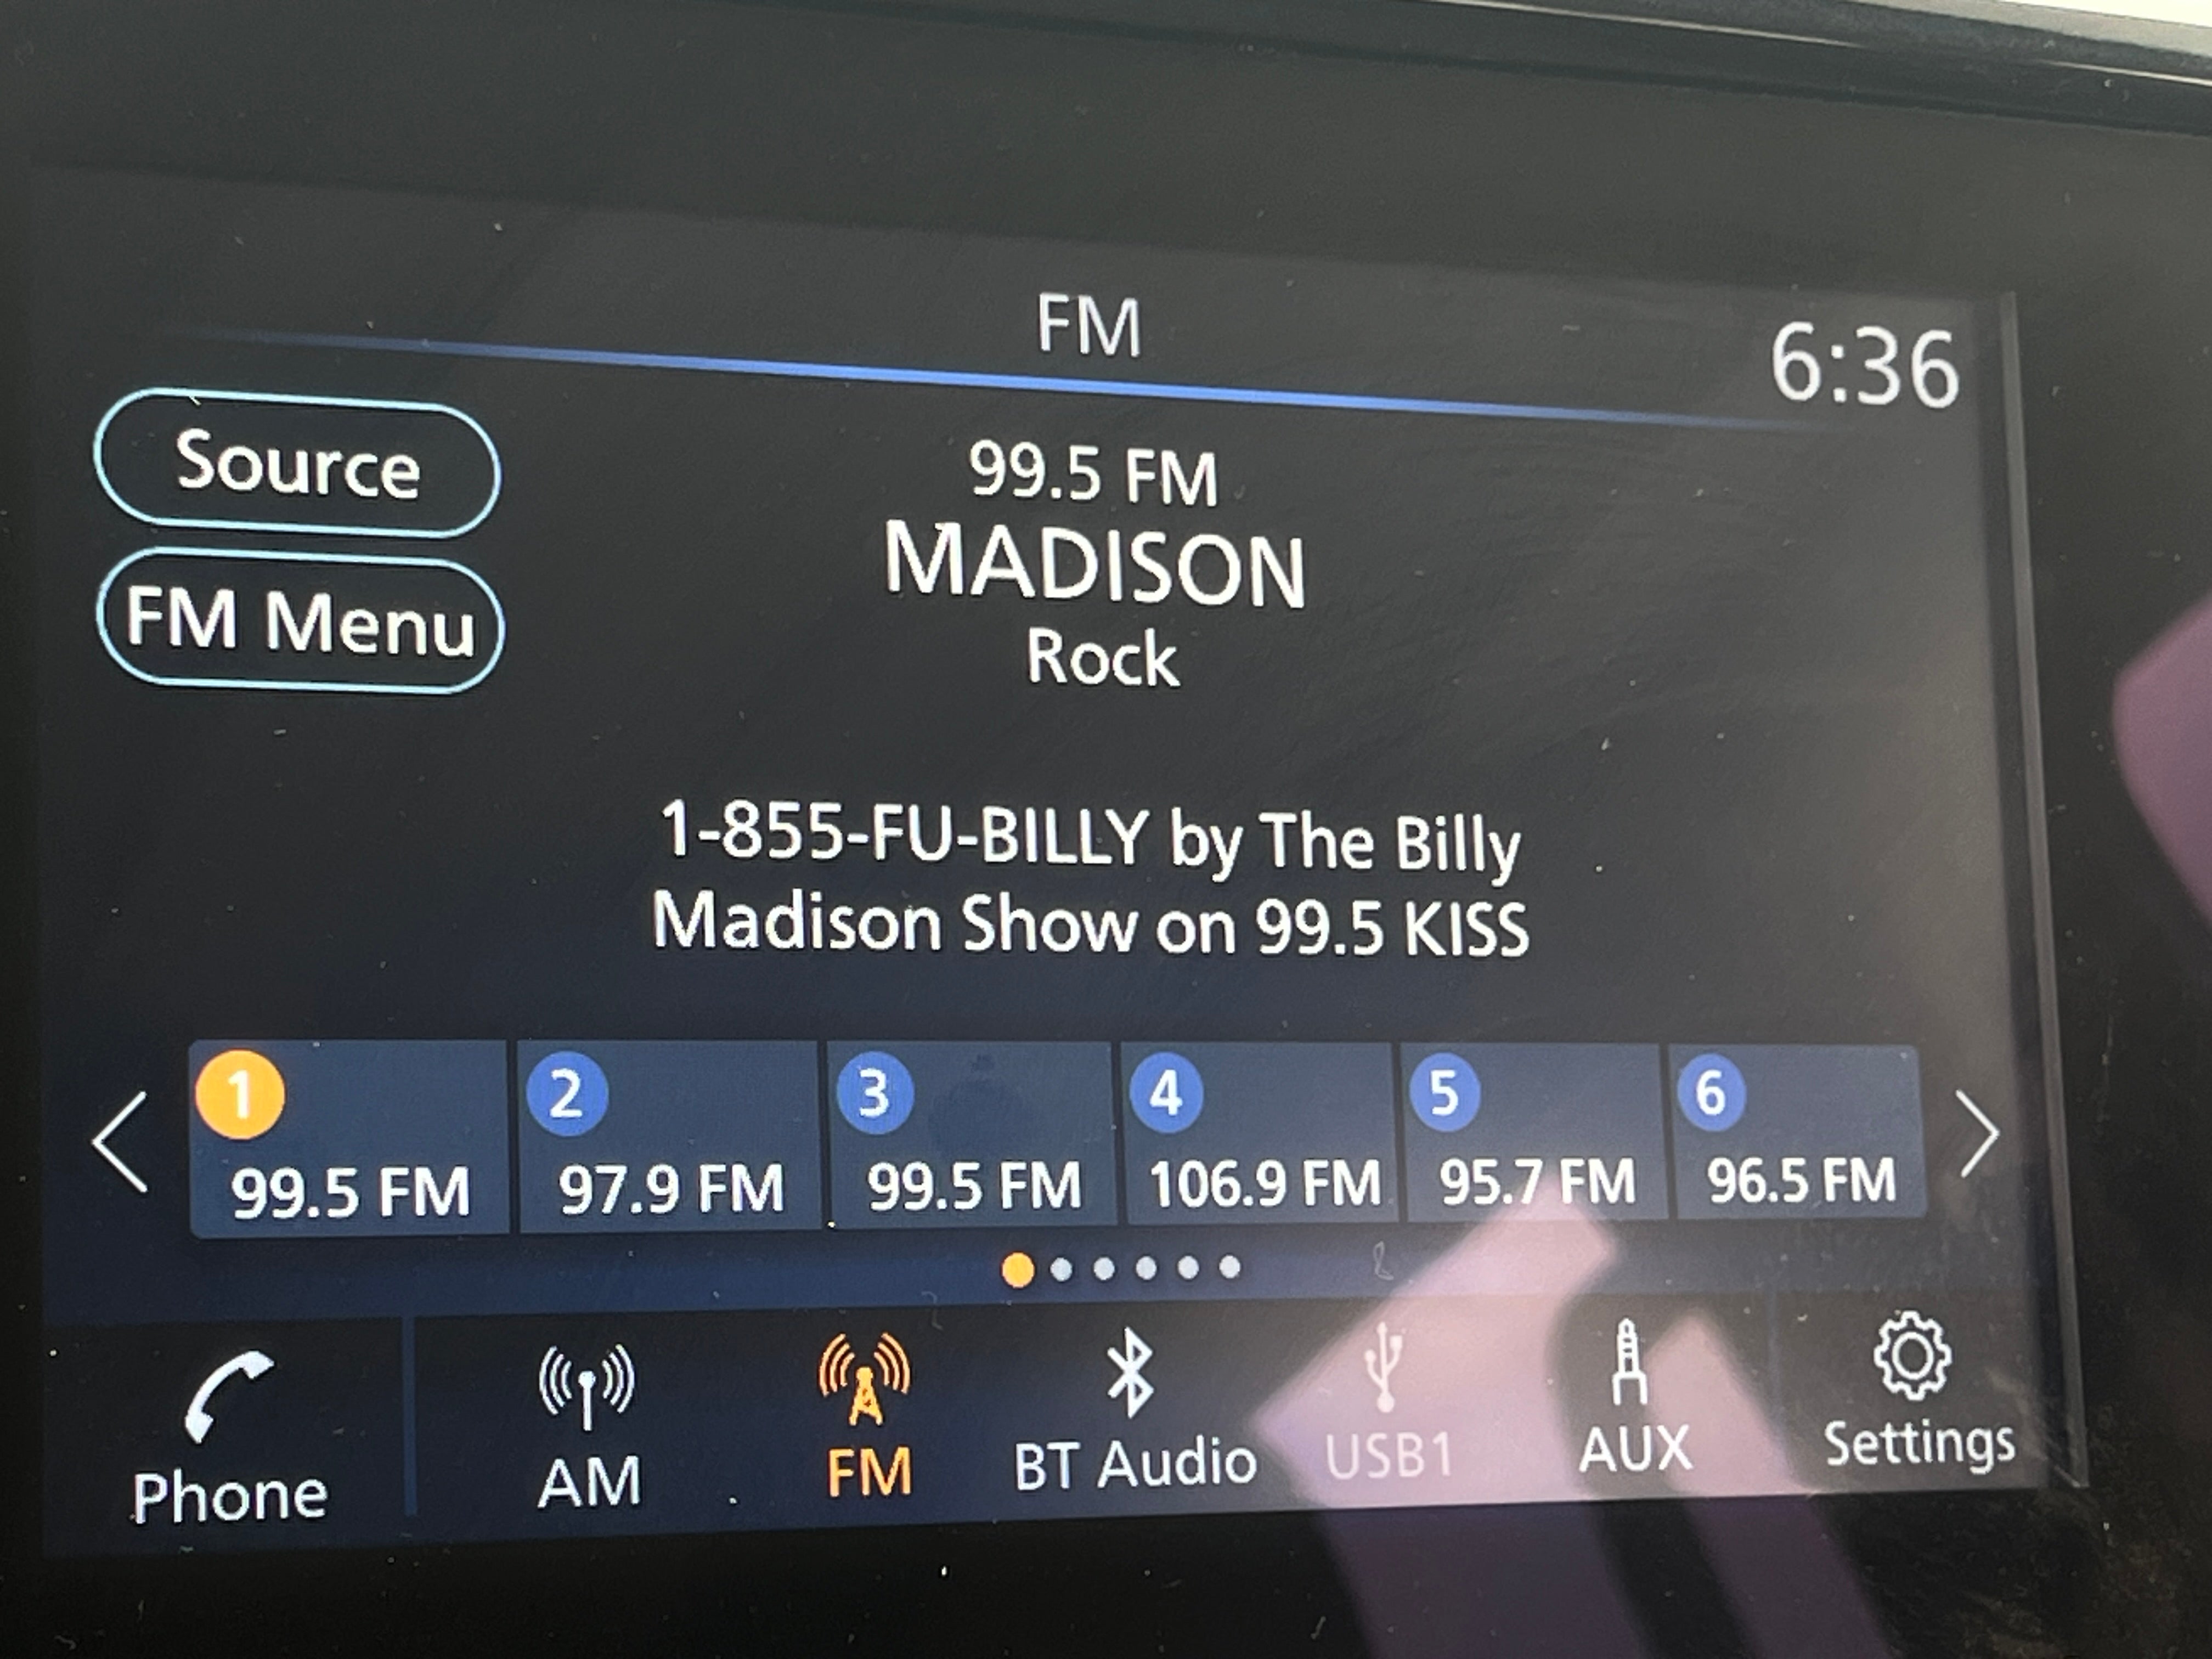 FM
6:36
Source
FM Menu
99.5 FM
MADISON
Rock
1-855-FU-BILLY by The Billy
Madison Show on 99.5 KISS
1 2 3 4 5 6
99.5 FM 97.9 FM 99.5 FM 106.9 FM 95.7 FM 96.5 FM
Phone AM FM BT Audio USB1 AUX Settings